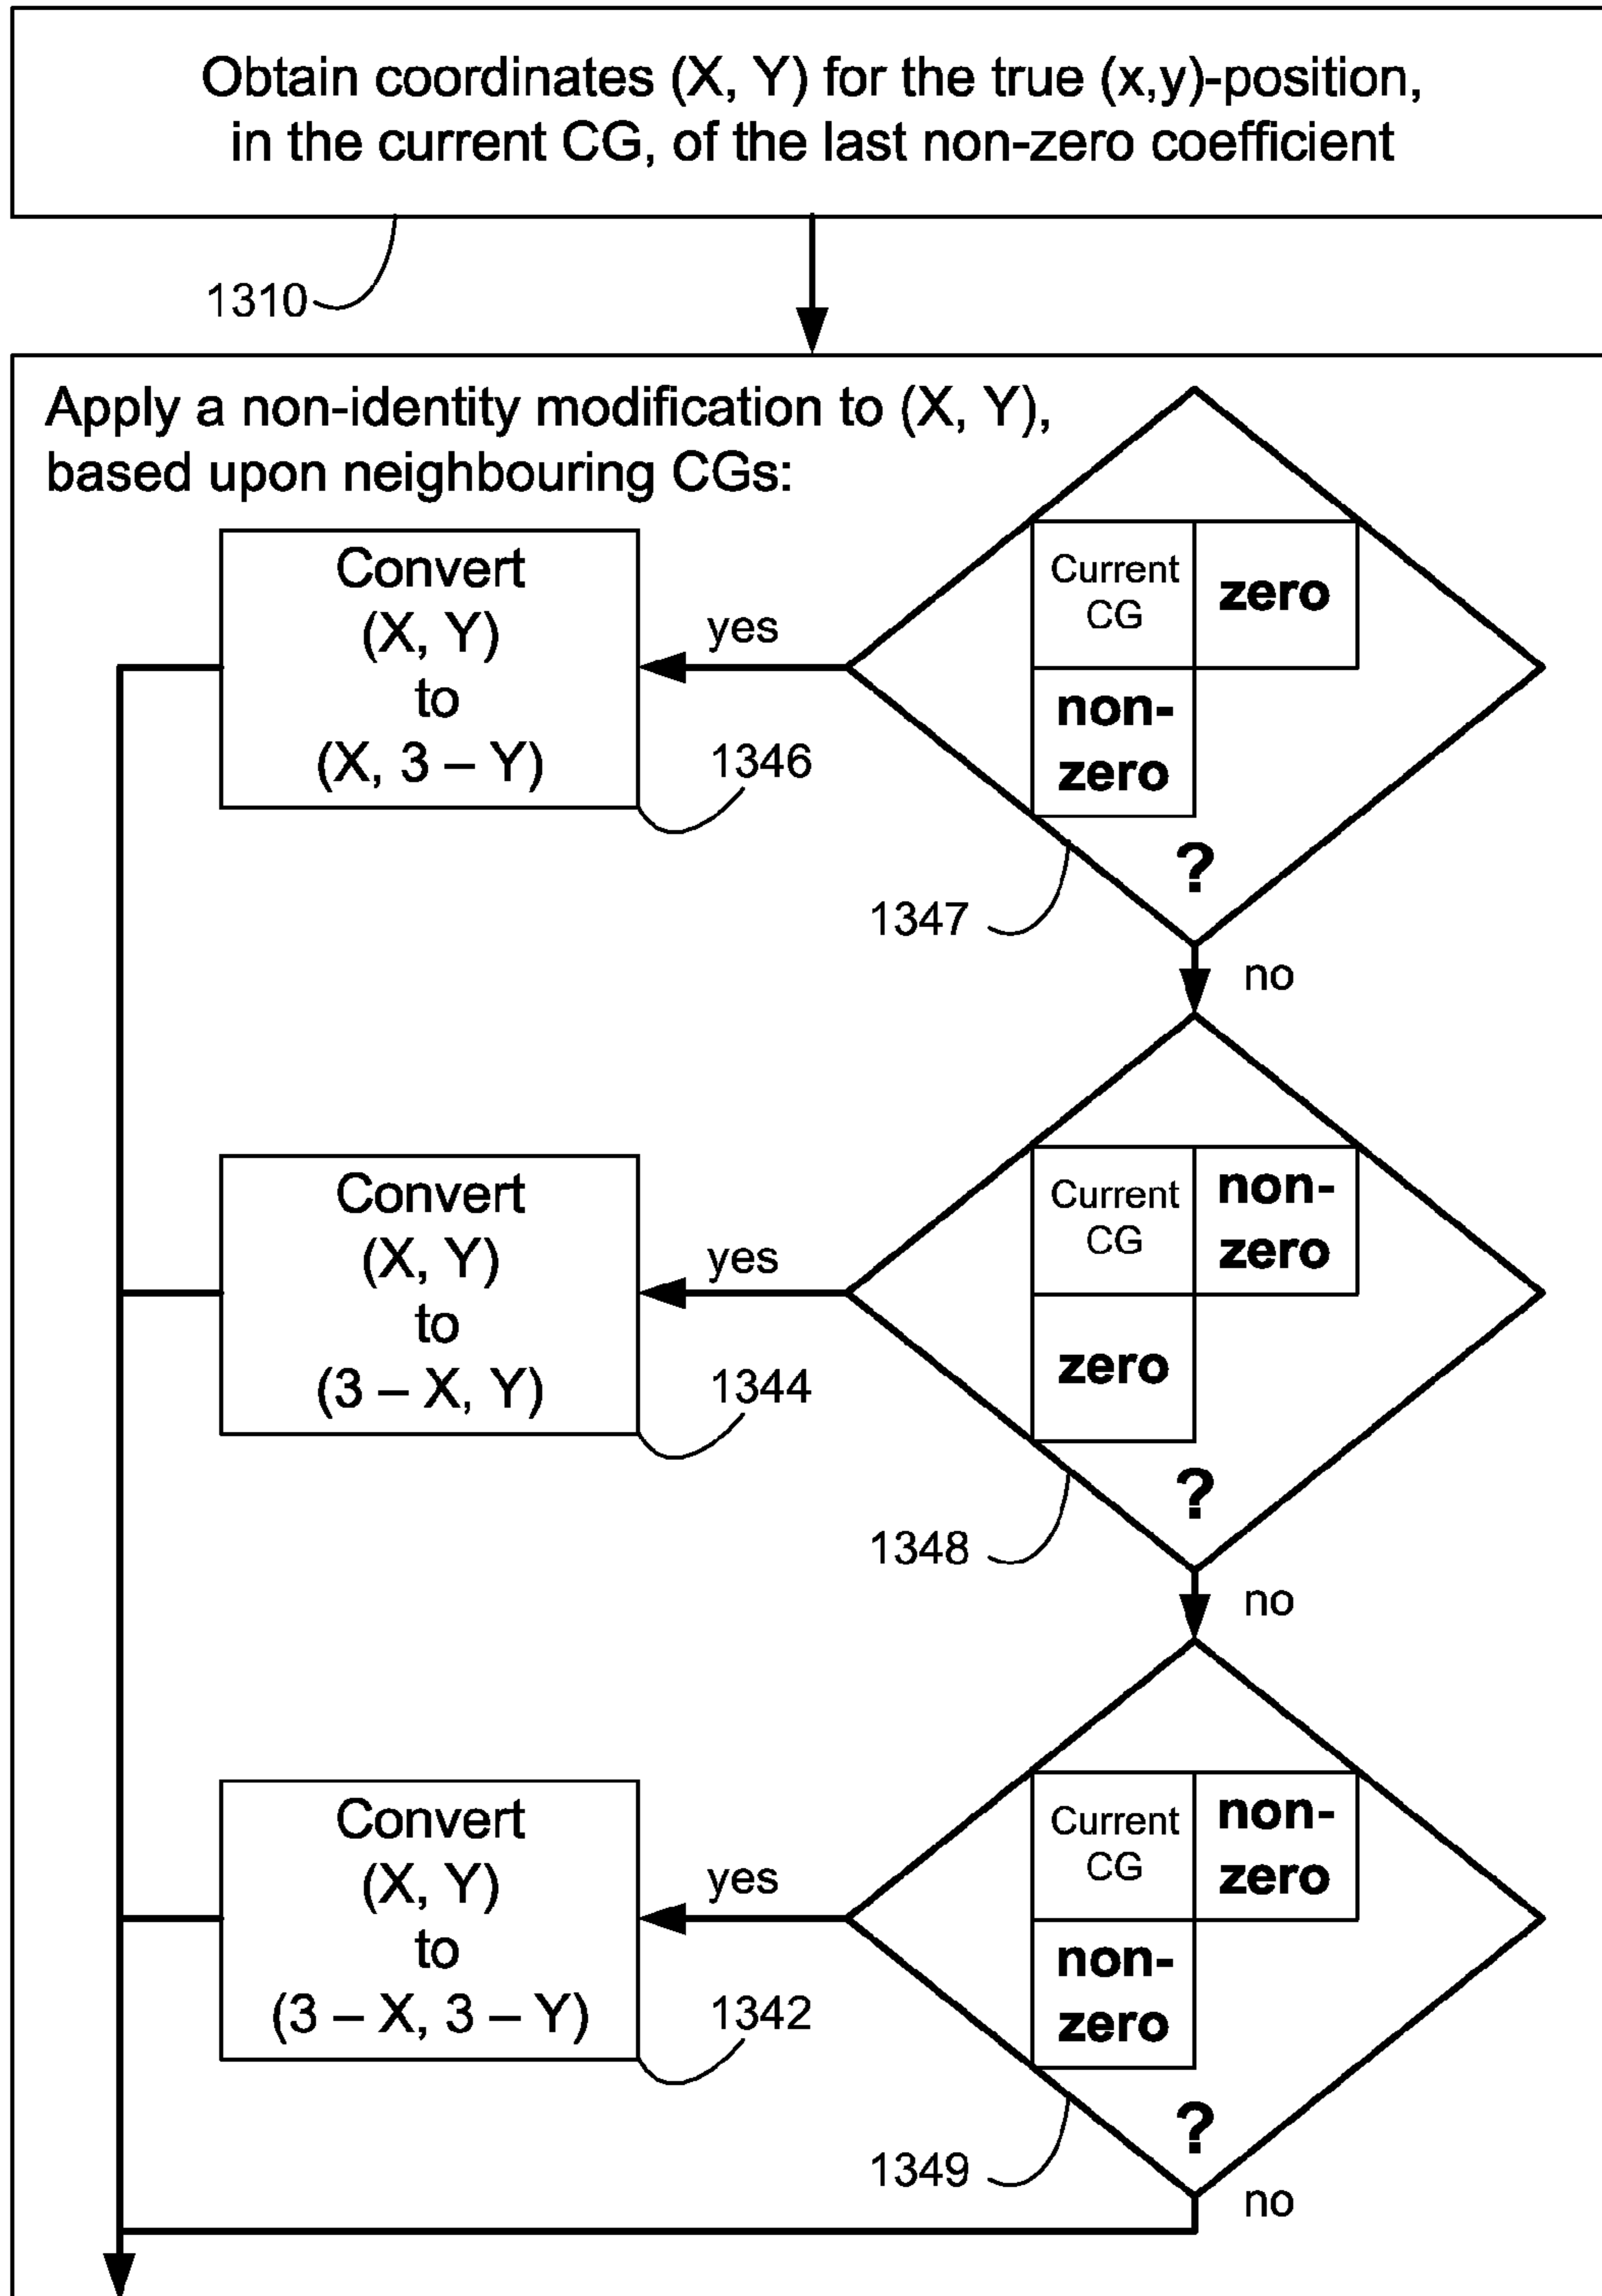 Obtain coordinates (X, Y) for the true (x,y)-position,
in the current CG, of the last non-zero coefficient
1310
Apply a non-identity modification to (X, Y),
based upon neighbouring CGs:
Convert
(X, Y)
to
(X, 3 – Y)
1346
yes
Current
CG
zero
non-
zero
?
1347
no
Convert
(X, Y)
to
(3 – X, Y)
1344
yes
Current
CG
non-
zero
zero
?
1348
no
Convert
(X, Y)
to
(3 – X, 3 – Y)
1342
yes
Current
CG
non-
zero
non-
zero
?
1349
no